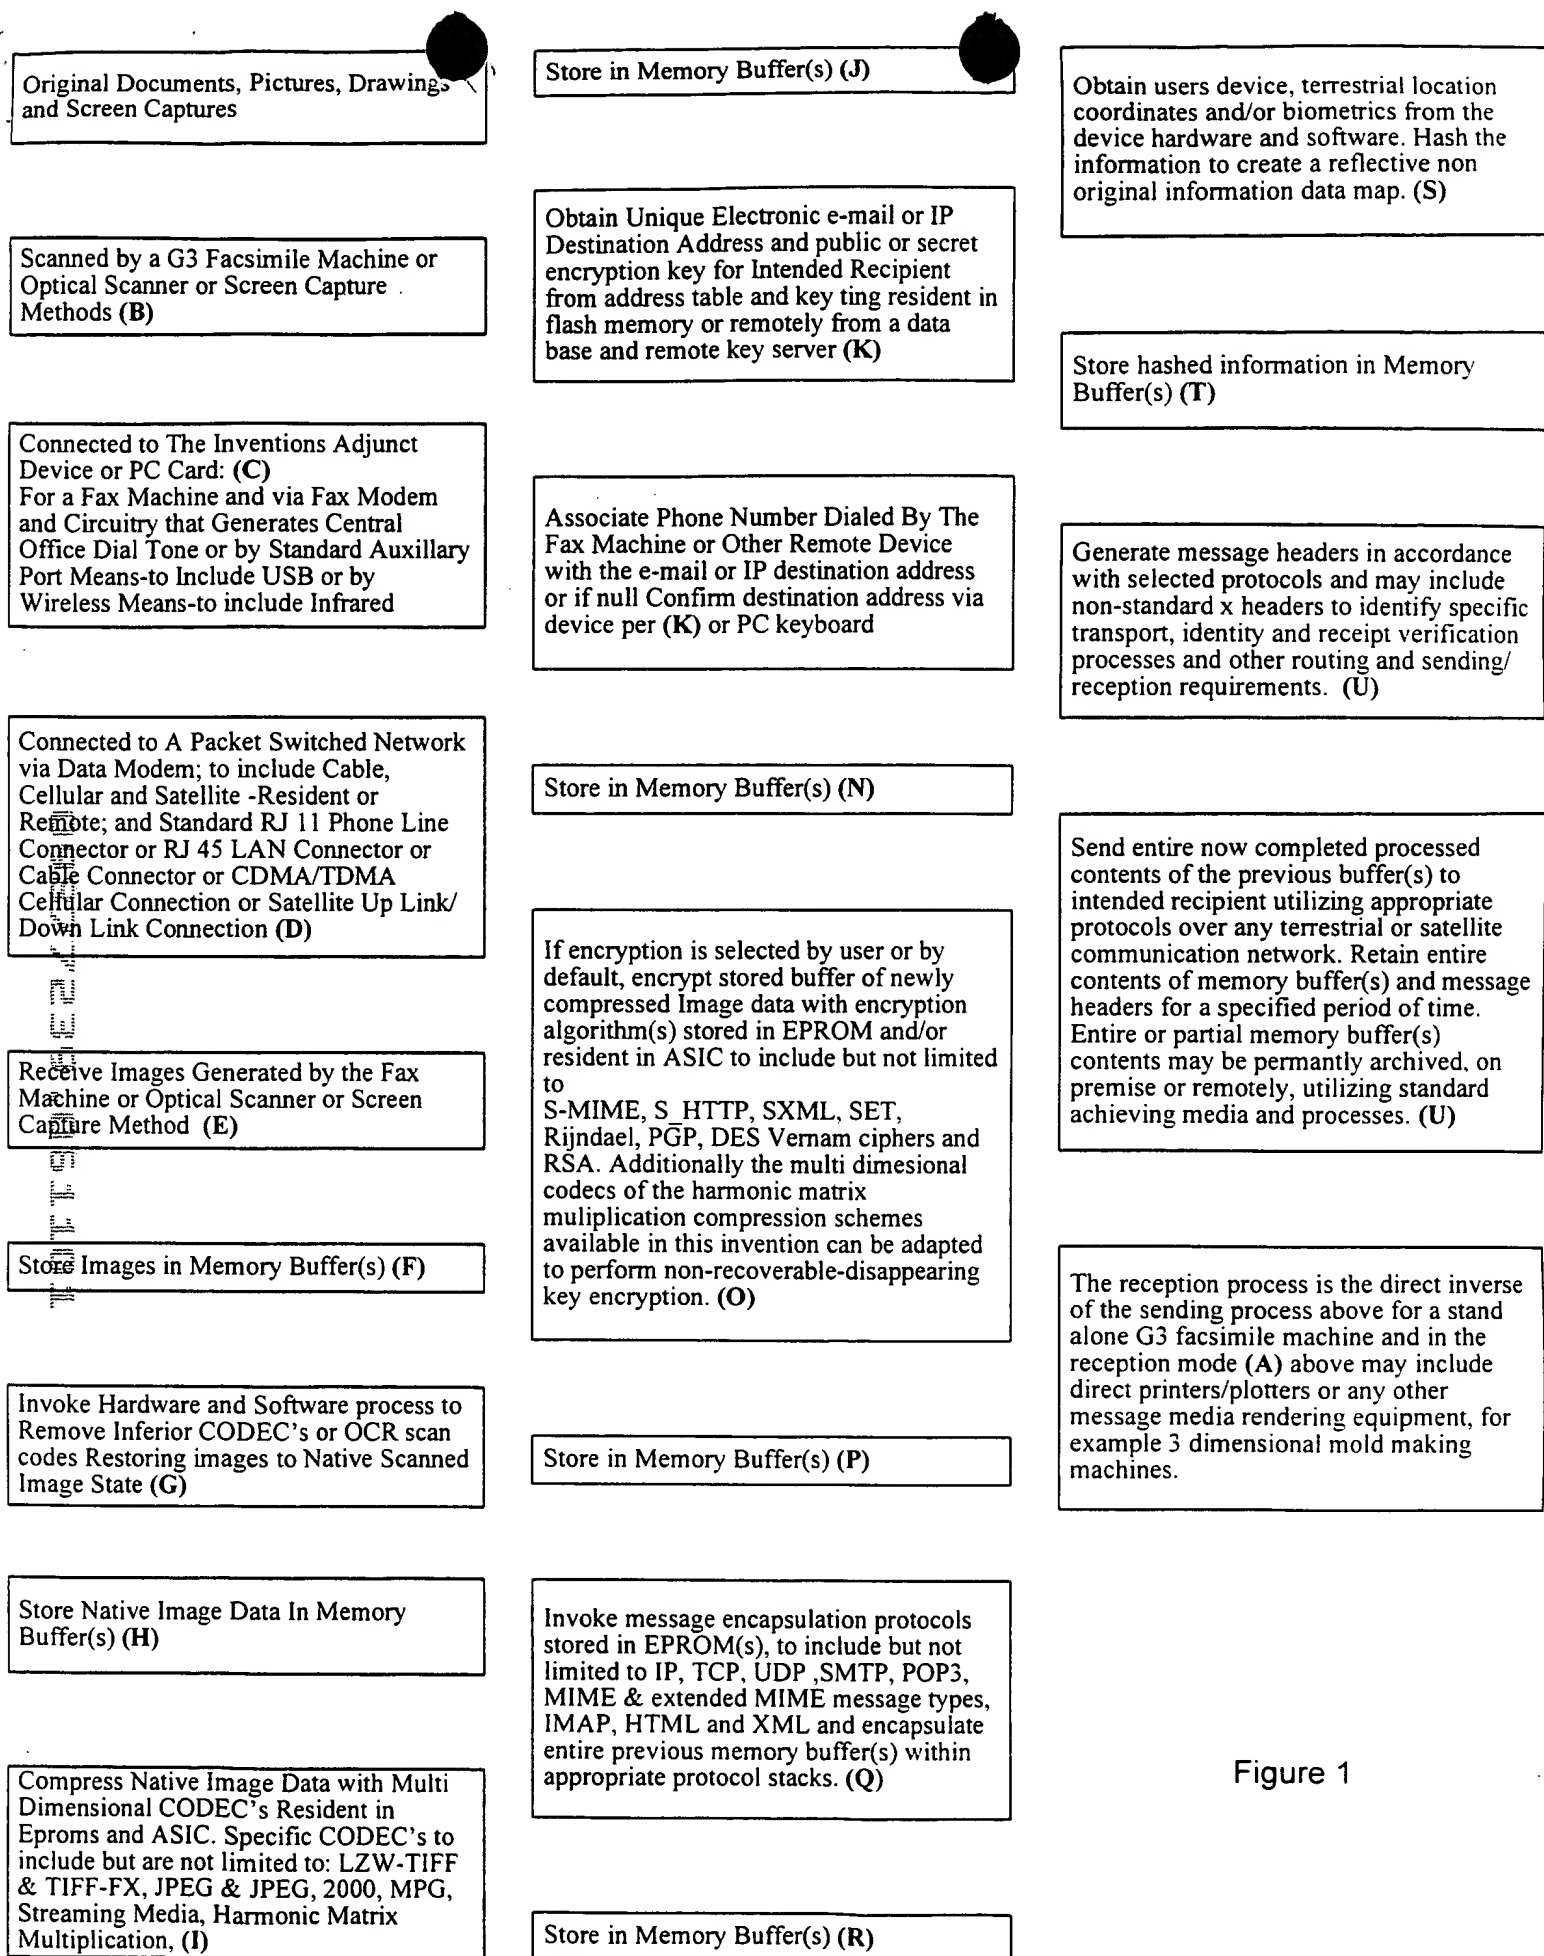 Original Documents, Pictures, Drawings
and Screen Captures
Scanned by a G3 Facsimile Machine or
Optical Scanner or Screen Capture
Methods (B)
Connected to The Inventions Adjunct
Device or PC Card: (C)
For a Fax Machine and via Fax Modem
and Circuitry that Generates Central
Office Dial Tone or by Standard Auxillary
Port Means-to Include USB or by
Wireless Means-to include Infrared
Connected to A Packet Switched Network
via Data Modem; to include Cable,
Cellular and Satellite -Resident or
Remote; and Standard RJ 11 Phone Line
Connector or RJ 45 LAN Connector or
Cable Connector or CDMA/TDMA
Cellular Connection or Satellite Up Link/
Down Link Connection (D)
Receive Images Generated by the Fax
Machine or Optical Scanner or Screen
Capture Method (E)
Store Images in Memory Buffer(s) (F)
Invoke Hardware and Software process to
Remove Inferior CODEC's or OCR scan
codes Restoring images to Native Scanned
Image State (G)
Store Native Image Data In Memory
Buffer(s) (H)
Compress Native Image Data with Multi
Dimensional CODEC's Resident in
Eproms and ASIC. Specific CODEC's to
include but are not limited to: LZW-TIFF
& TIFF-FX, JPEG & JPEG, 2000, MPG,
Streaming Media, Harmonic Matrix
Multiplication, (I)
Store in Memory Buffer(s) (J)
Obtain Unique Electronic e-mail or IP
Destination Address and public or secret
encryption key for Intended Recipient
from address table and key ting resident in
flash memory or remotely from a data
base and remote key server (K)
Associate Phone Number Dialed By The
Fax Machine or Other Remote Device
with the e-mail or IP destination address
or if null Confirm destination address via
device per (K) or PC keyboard
Store in Memory Buffer(s) (N)
If encryption is selected by user or by
default, encrypt stored buffer of newly
compressed Image data with encryption
algorithm(s) stored in EPROM and/or
resident in ASIC to include but not limited
to
S-MIME, S_HTTP, SXML, SET,
Rijndael, PGP, DES Vernam ciphers and
RSA. Additionally the multi dimesional
codecs of the harmonic matrix
muliplication compression schemes
available in this invention can be adapted
to perform non-recoverable-disappearing
key encryption. (O)
Store in Memory Buffer(s) (P)
Invoke message encapsulation protocols
stored in EPROM(s), to include but not
limited to IP, TCP, UDP ,SMTP, POP3,
MIME & extended MIME message types,
IMAP, HTML and XML and encapsulate
entire previous memory buffer(s) within
appropriate protocol stacks. (Q)
Store in Memory Buffer(s) (R)
Obtain users device, terrestrial location
coordinates and/or biometrics from the
device hardware and software. Hash the
information to create a reflective non
original information data map. (S)
Store hashed information in Memory
Buffer(s) (T)
Generate message headers in accordance
with selected protocols and may include
non-standard x headers to identify specific
transport, identity and receipt verification
processes and other routing and sending/
reception requirements. (U)
Send entire now completed processed
contents of the previous buffer(s) to
intended recipient utilizing appropriate
protocols over any terrestrial or satellite
communication network. Retain entire
contents of memory buffer(s) and message
headers for a specified period of time.
Entire or partial memory buffer(s)
contents may be permantly archived, on
premise or remotely, utilizing standard
achieving media and processes. (U)
The reception process is the direct inverse
of the sending process above for a stand
alone G3 facsimile machine and in the
reception mode (A) above may include
direct printers/plotters or any other
message media rendering equipment, for
example 3 dimensional mold making
machines.
Figure 1